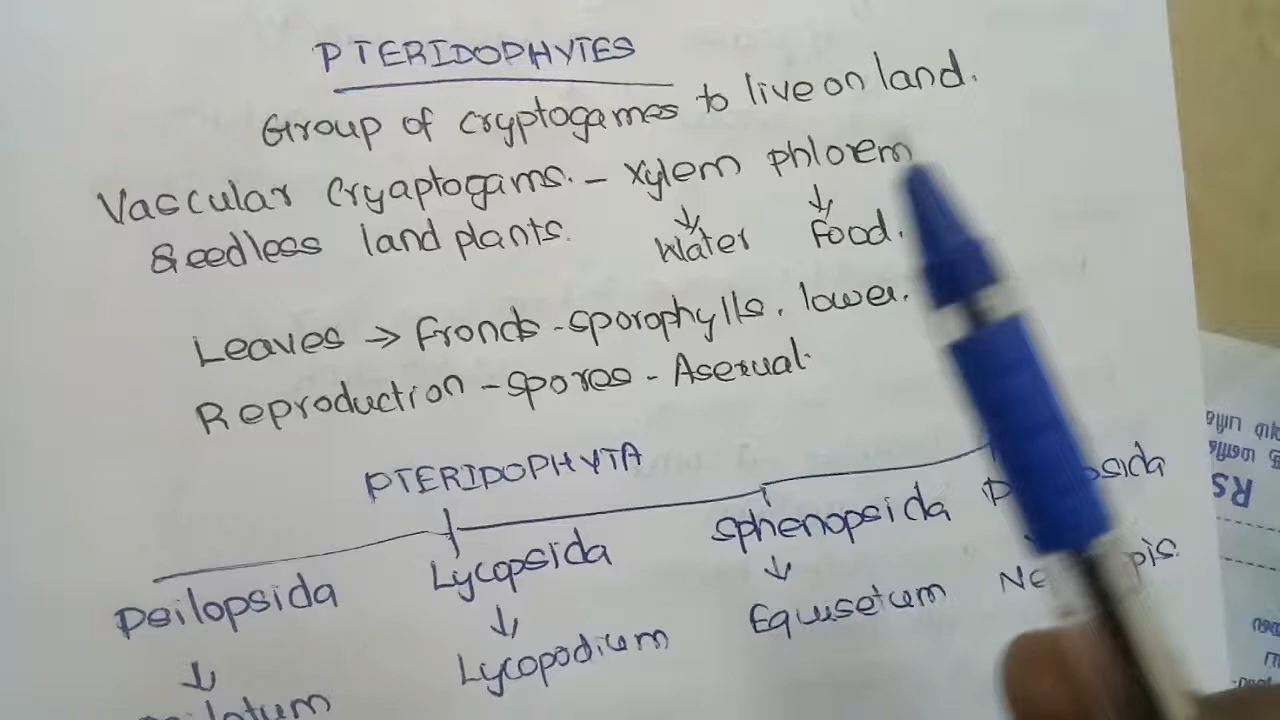 PTERIDOPHYTES
Group of cryptogames to live on land.
Vascular Cryaptogams. - Xylem phloem
Seedless land plants. Water Food.
Leaves → Fronds - sporophylls. lower.
Reproduction - spores - Asexual.
PTERIDOPHYTA
Psilopsida Lycopsida Sphenopsida
Lycopodium Equisetum
Rs